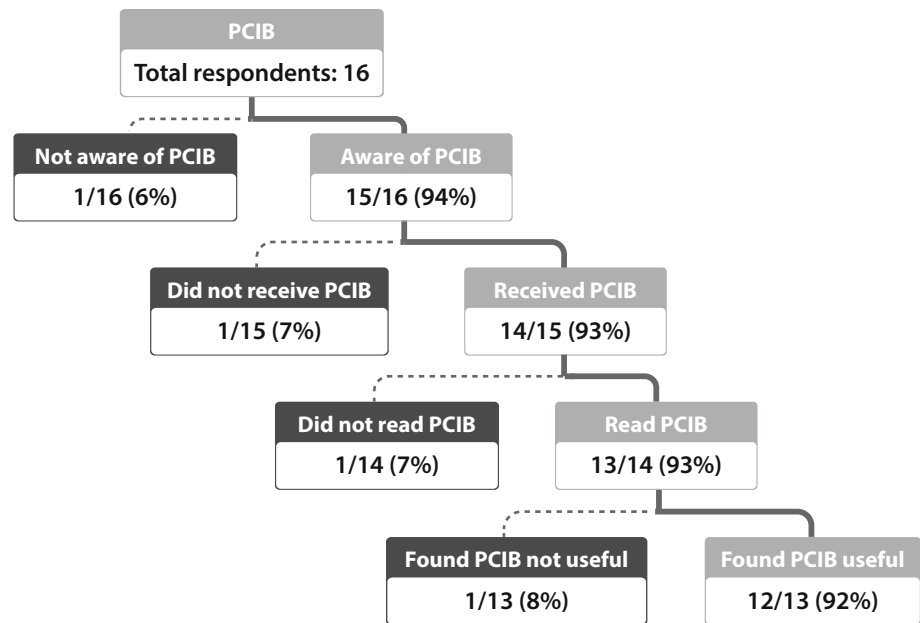 PCIB
Total respondents: 16
Not aware of PCIB
1/16 (6%)
Aware of PCIB
15/16 (94%)
Did not receive PCIB
1/15 (7%)
Received PCIB
14/15 (93%)
Did not read PCIB
1/14 (7%)
Read PCIB
13/14 (93%)
Found PCIB not useful
1/13 (8%)
Found PCIB useful
12/13 (92%)